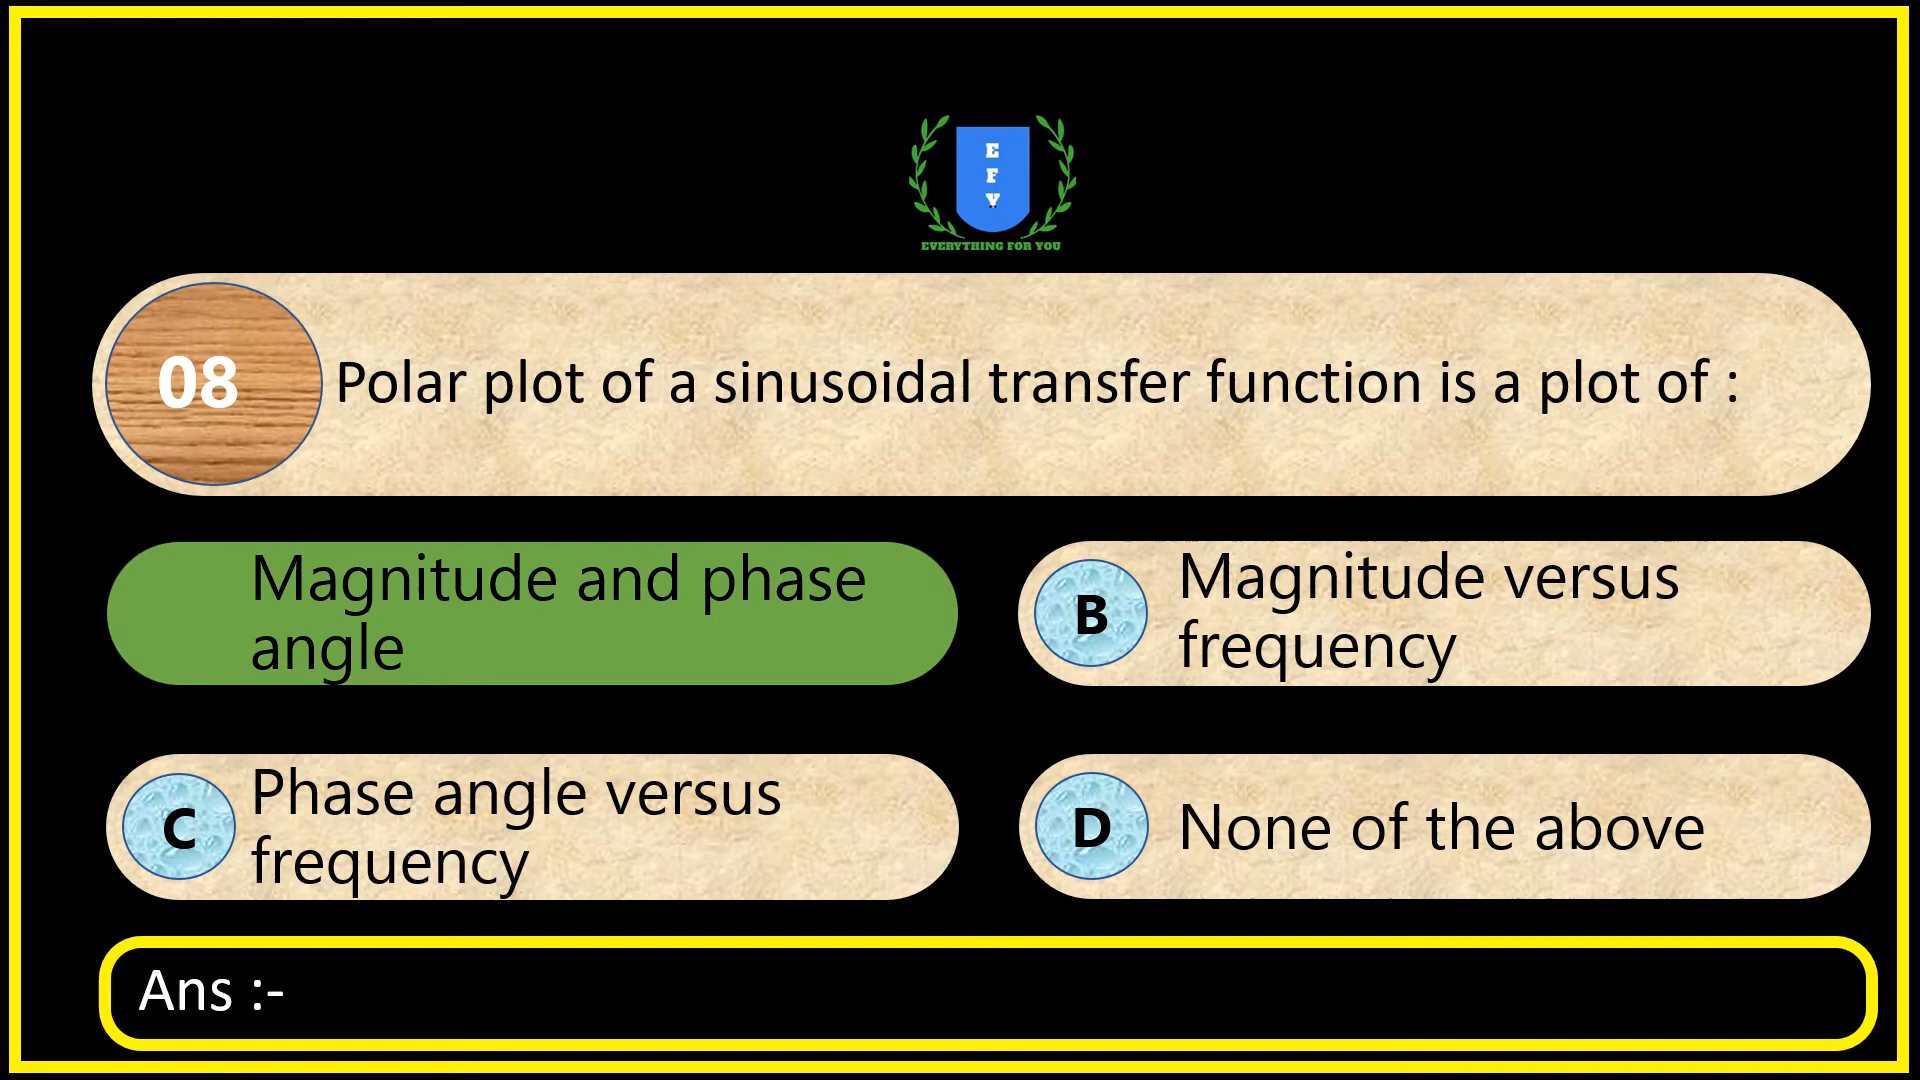 E
F
Y
EVERYTHING FOR YOU
08 Polar plot of a sinusoidal transfer function is a plot of :
Magnitude and phase
angle
B Magnitude versus
frequency
C Phase angle versus
frequency
D None of the above
Ans :-